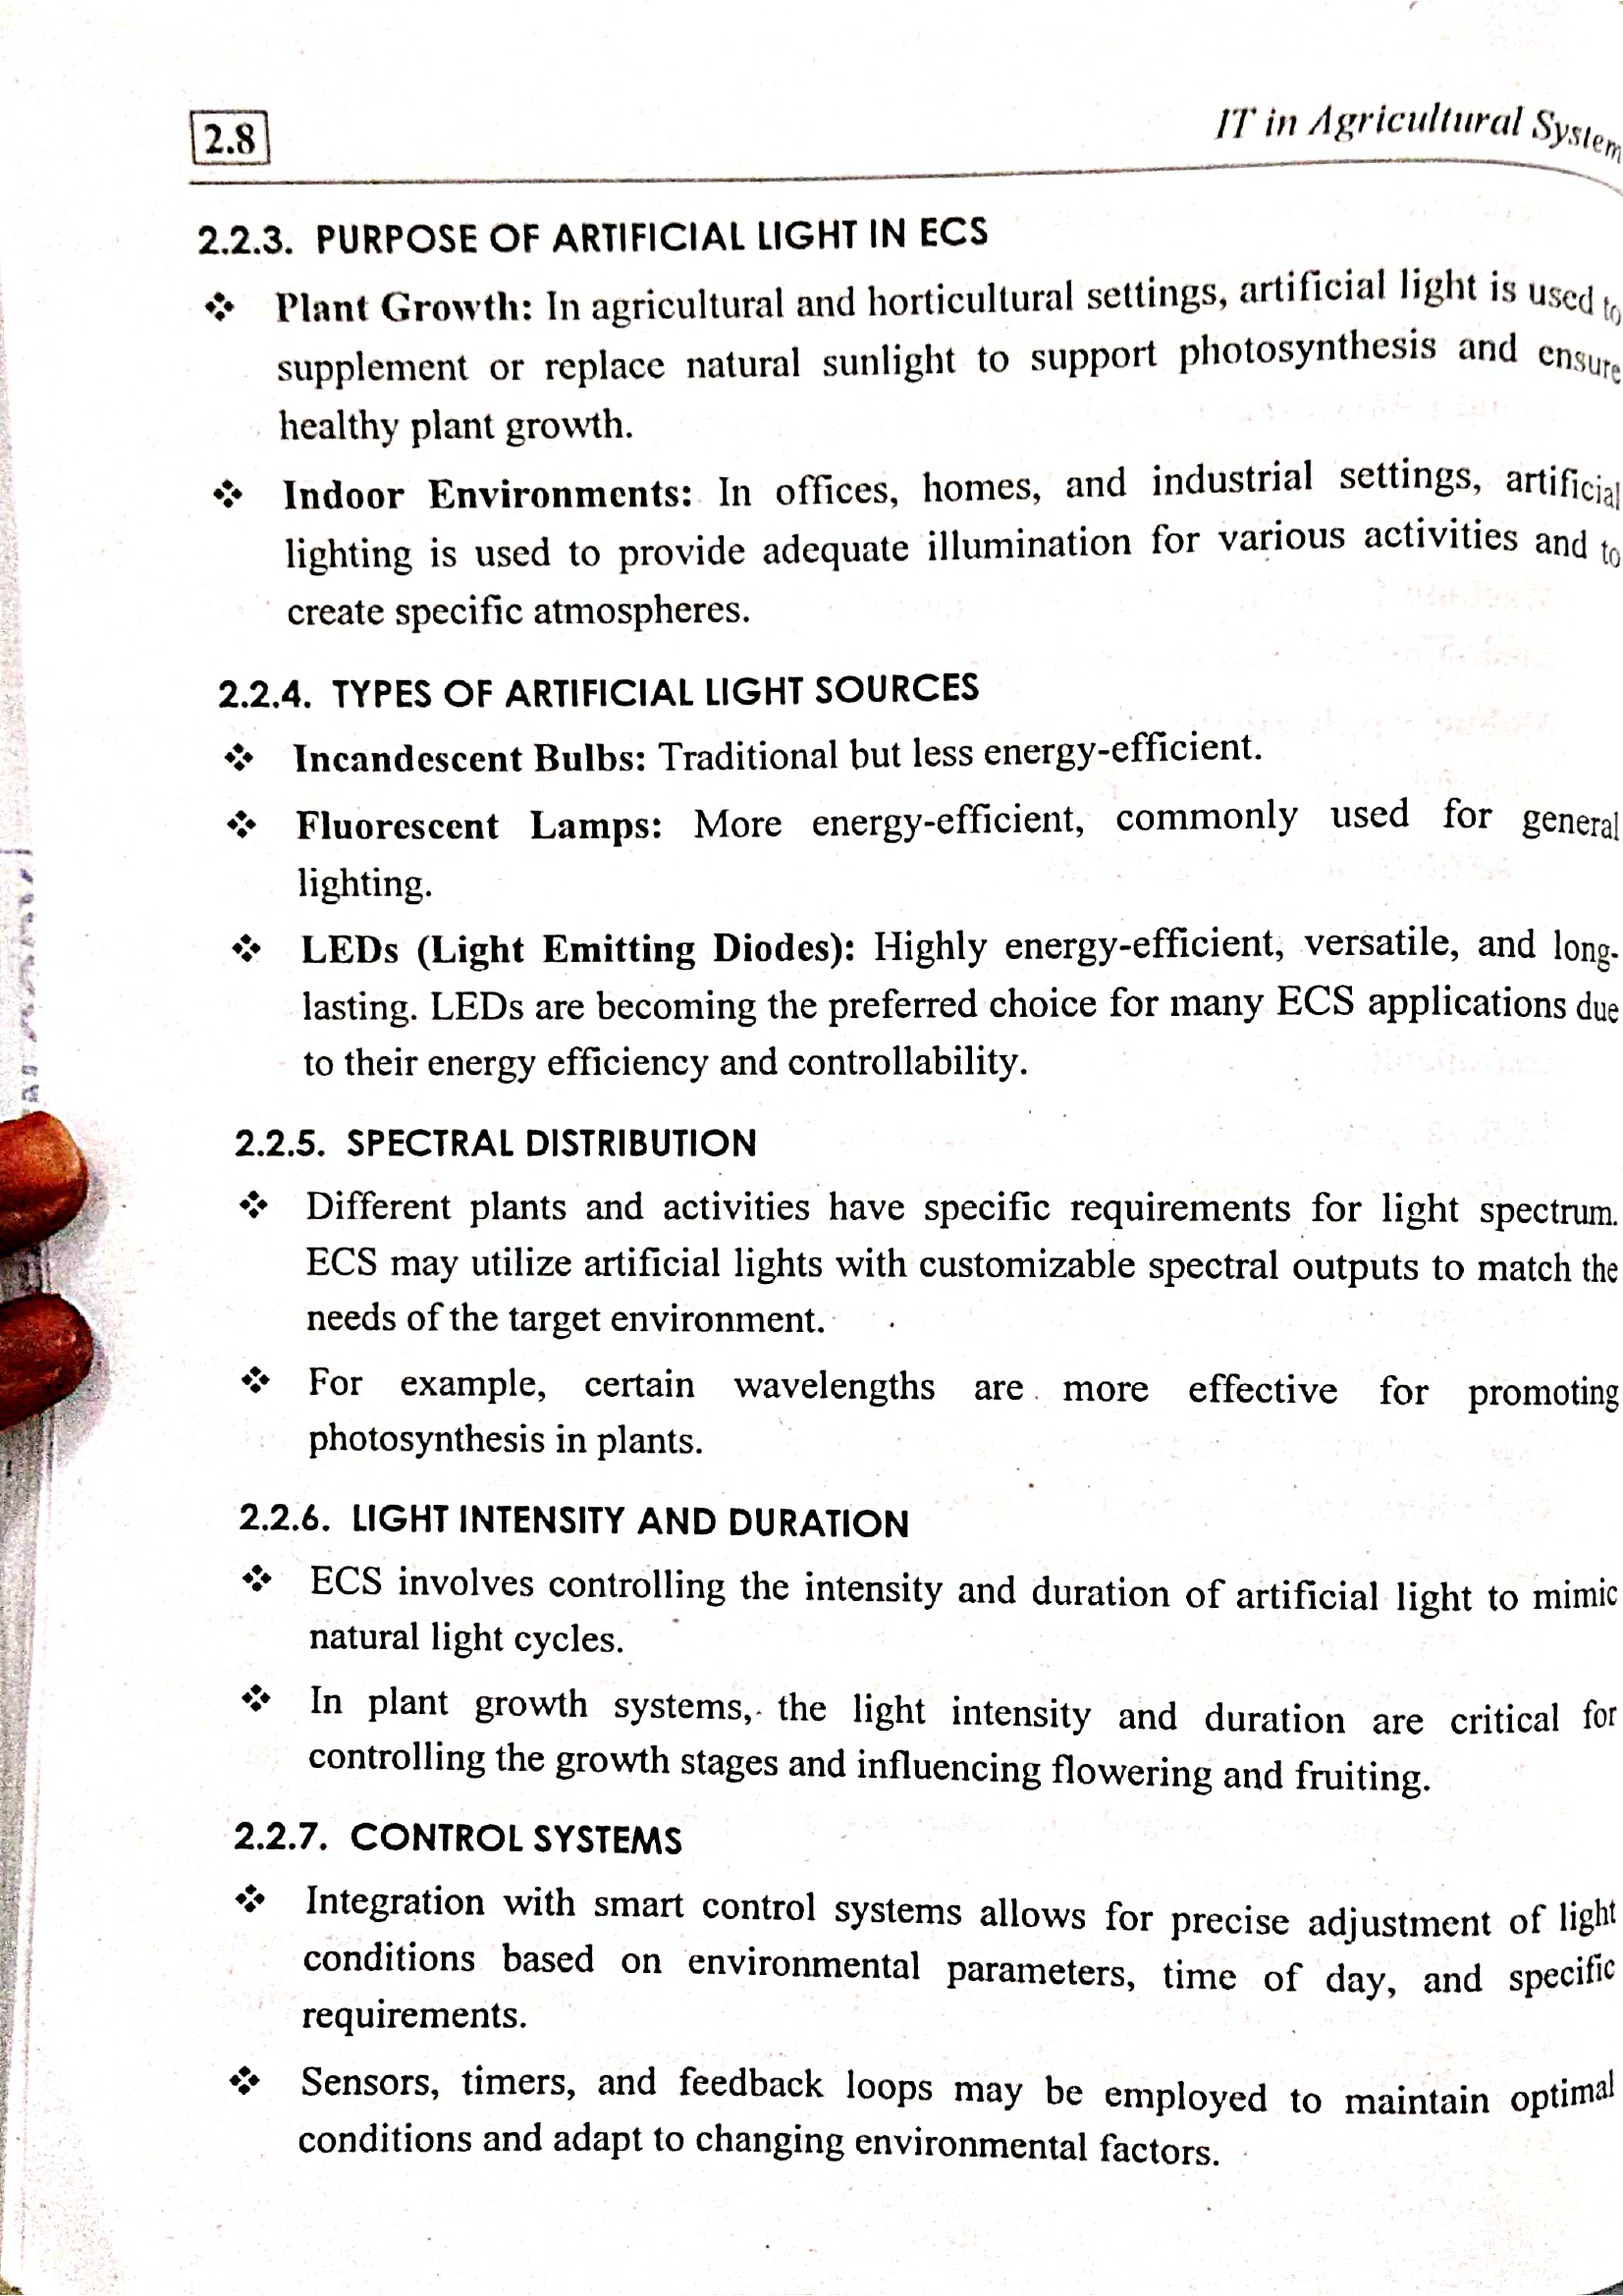 2.8
IT in Agricultural System
2.2.3. PURPOSE OF ARTIFICIAL LIGHT IN ECS
❖ Plant Growth: In agricultural and horticultural settings, artificial light is used to
supplement or replace natural sunlight to support photosynthesis and ensure
healthy plant growth.
❖ Indoor Environments: In offices, homes, and industrial settings, artificial
lighting is used to provide adequate illumination for various activities and to
create specific atmospheres.
2.2.4. TYPES OF ARTIFICIAL LIGHT SOURCES
❖ Incandescent Bulbs: Traditional but less energy-efficient.
❖ Fluorescent Lamps: More energy-efficient, commonly used for general
lighting.
❖ LEDs (Light Emitting Diodes): Highly energy-efficient, versatile, and long-
lasting. LEDs are becoming the preferred choice for many ECS applications due
to their energy efficiency and controllability.
2.2.5. SPECTRAL DISTRIBUTION
❖ Different plants and activities have specific requirements for light spectrum.
ECS may utilize artificial lights with customizable spectral outputs to match the
needs of the target environment.
❖ For example, certain wavelengths are more effective for promoting
photosynthesis in plants.
2.2.6. LIGHT INTENSITY AND DURATION
❖ ECS involves controlling the intensity and duration of artificial light to mimic
natural light cycles.
❖ In plant growth systems, the light intensity and duration are critical for
controlling the growth stages and influencing flowering and fruiting.
2.2.7. CONTROL SYSTEMS
❖ Integration with smart control systems allows for precise adjustment of light
conditions based on environmental parameters, time of day, and specific
requirements.
❖ Sensors, timers, and feedback loops may be employed to maintain optimal
conditions and adapt to changing environmental factors.